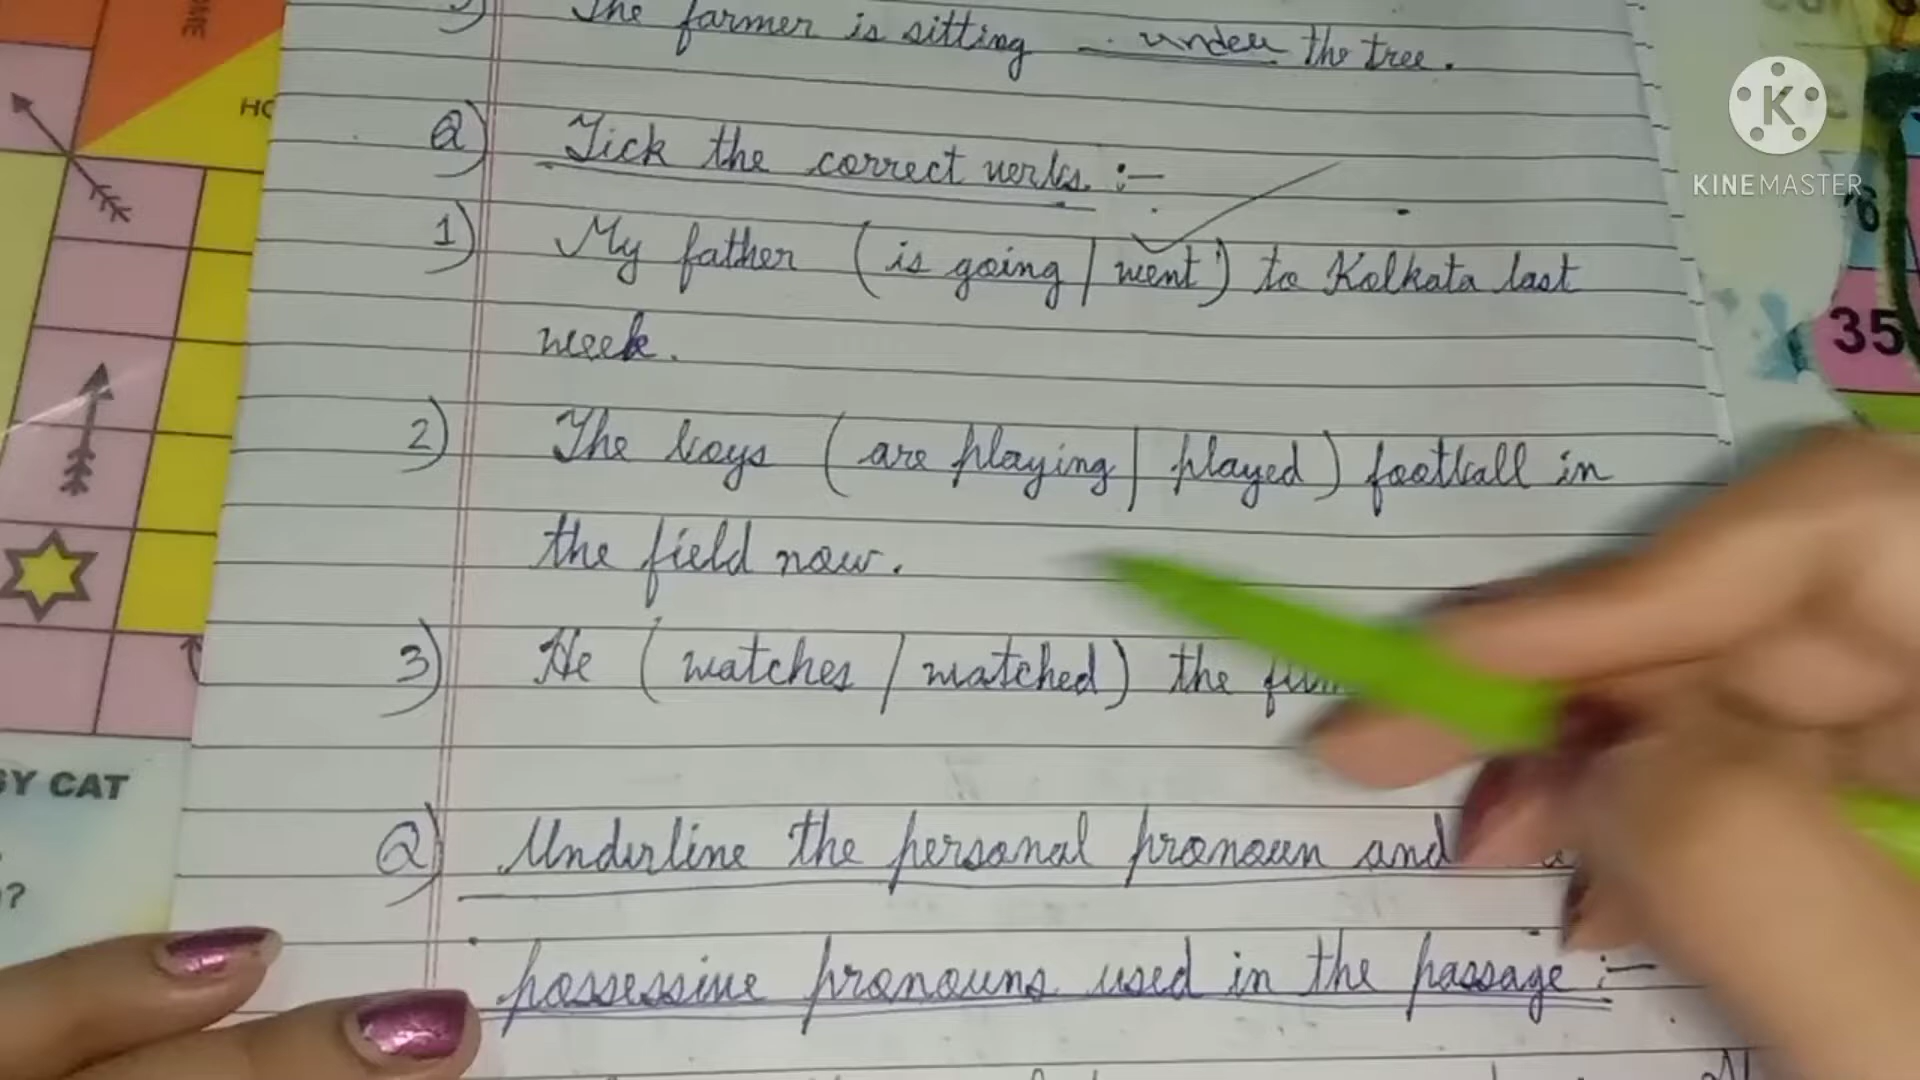 The farmer is sitting under the tree.
Q) Tick the correct verbs :-
1) My father (is going / went) to Kolkata last
week.
2) The boys (are playing / played) football in
the field now.
3) He (watches / watched) the
Q) Underline the personal pronoun and
possessive pronouns used in the passage :-
HO
K
KINEMASTER
6
35
SY CAT
?